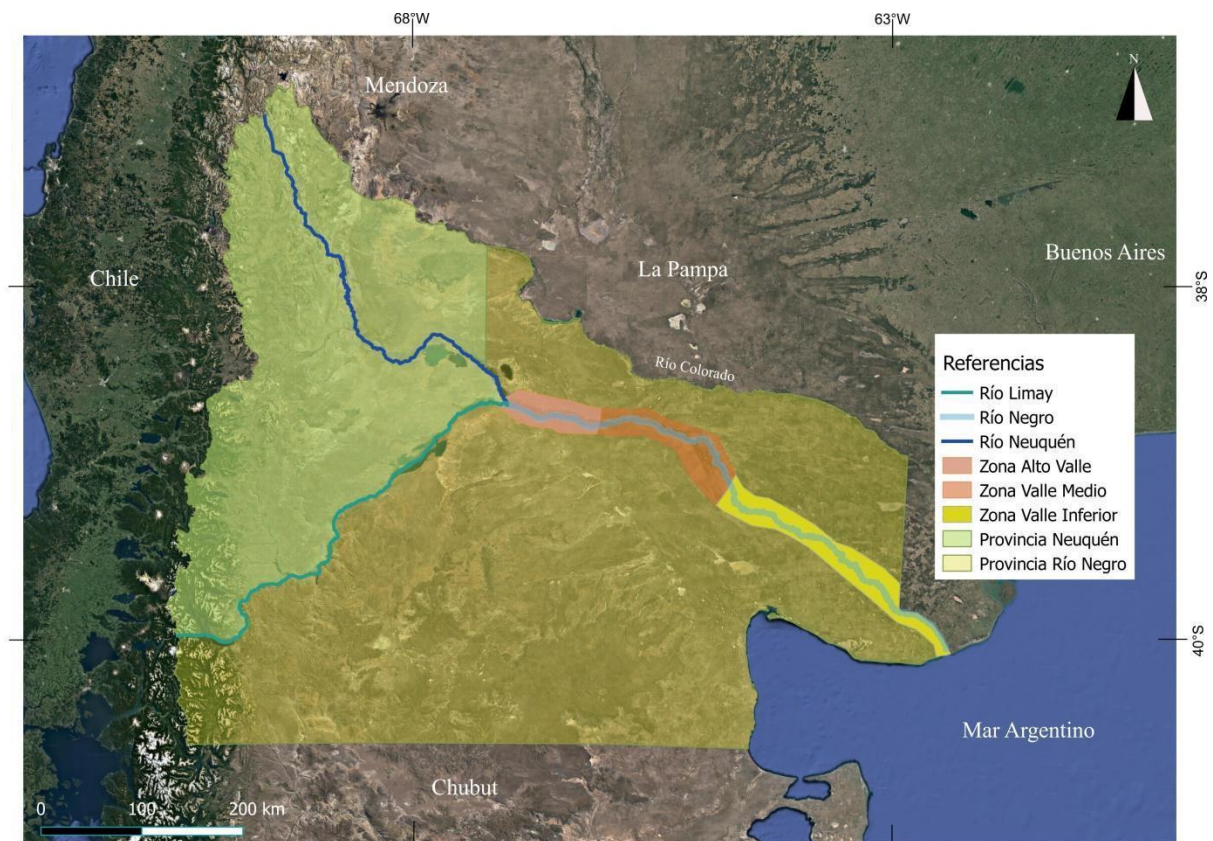 68°W
63°W
Mendoza
N
Buenos Aires
La Pampa
Chile
38°S
Río Colorado
Referencias
Río Limay
Río Negro
Río Neuquén
Zona Alto Valle
Zona Valle Medio
Zona Valle Inferior
Provincia Neuquén
Provincia Río Negro
40°S
Mar Argentino
Chubut
0 100 200 km